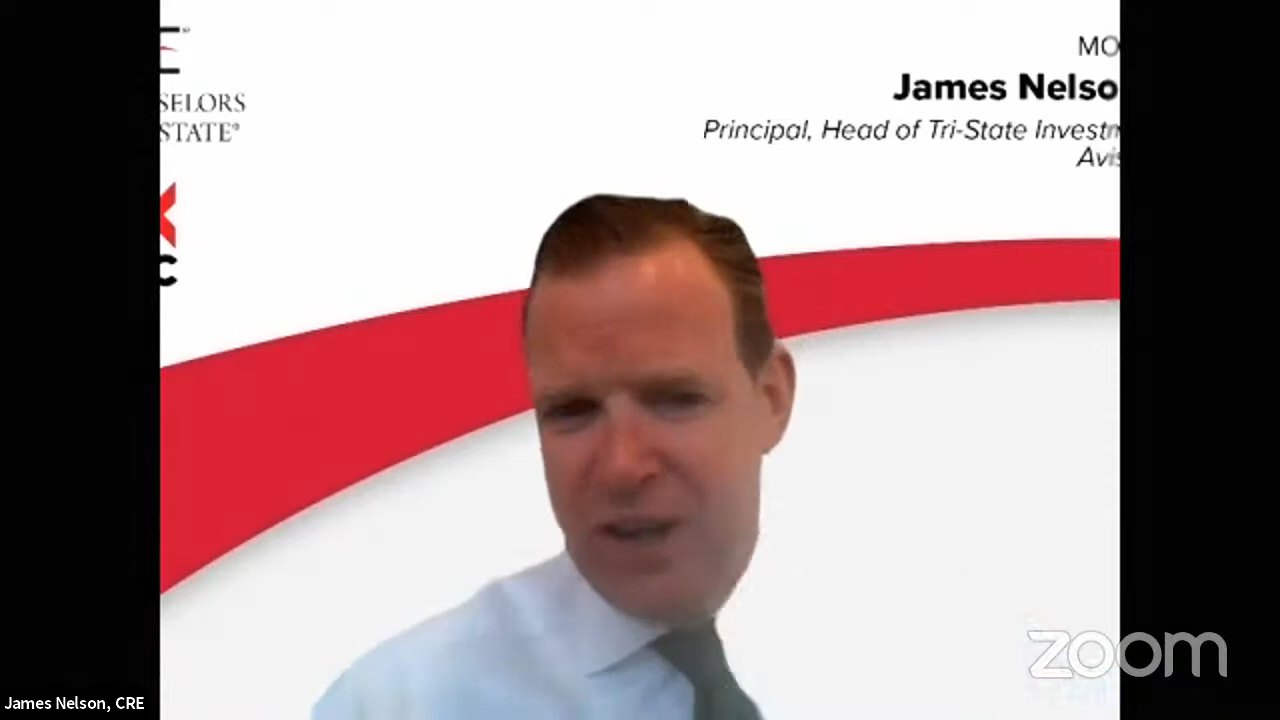 SELORS
STATE®
C
MO
James Nelso
Principal, Head of Tri-State Investm
Avis
zoom
James Nelson, CRE